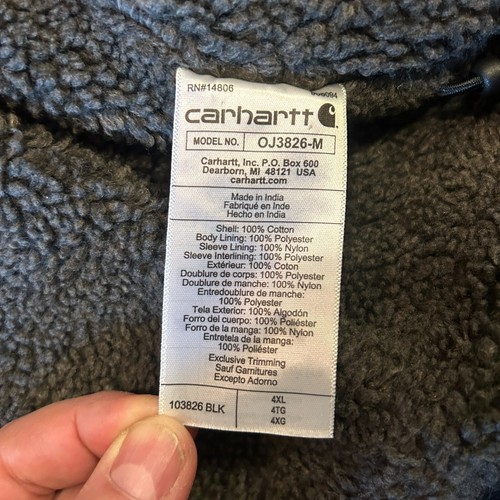 RN#14806
carhartt
MODEL NO. OJ3826-M
Carhartt, Inc. P.O. Box 600
Dearborn, MI 48121 USA
carhartt.com
Made in India
Fabriqué en Inde
Hecho en India
Shell: 100% Cotton
Body Lining: 100% Polyester
Sleeve Lining: 100% Nylon
Sleeve Interlining: 100% Polyester
Extérieur: 100% Coton
Doublure de corps: 100% Polyester
Doublure de manche: 100% Nylon
Entredoublure de manche:
100% Polyester
Tela Exterior: 100% Algodón
Forro del cuerpo: 100% Poliéster
Forro de la manga: 100% Nylon
Entretela de la manga:
100% Poliéster
Exclusive Trimming
Sauf Garnitures
Excepto Adorno
103826 BLK
4XL
4TG
4XG